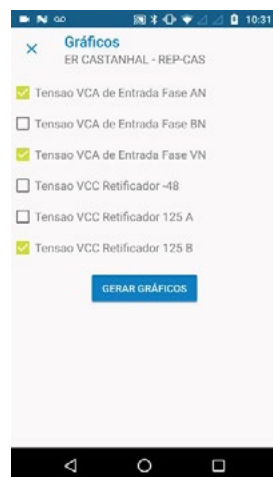 10:31
Gráficos
ER CASTANHAL - REP-CAS
Tensao VCA de Entrada Fase AN
Tensao VCA de Entrada Fase BN
Tensao VCA de Entrada Fase VN
Tensao VCC Retificador -48
Tensao VCC Retificador 125 A
Tensao VCC Retificador 125 B
GERAR GRÁFICOS